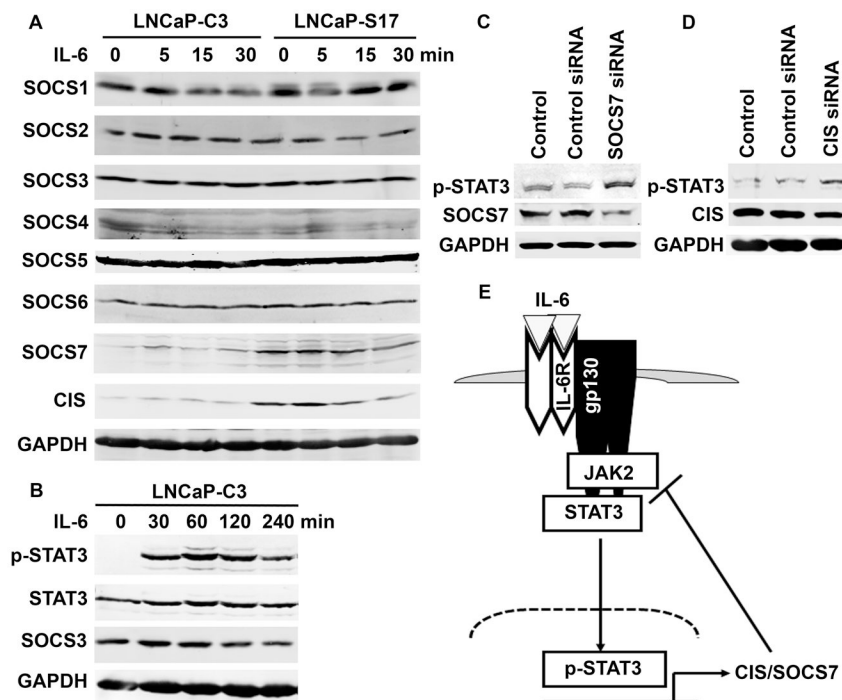 A
LNCaP-C3 LNCaP-S17
IL-6 0 5 15 30 0 5 15 30 min
SOCS1
SOCS2
SOCS3
SOCS4
SOCS5
SOCS6
SOCS7
CIS
GAPDH
B
LNCaP-C3
IL-6 0 30 60 120 240 min
p-STAT3
STAT3
SOCS3
GAPDH
C
Control
Control siRNA
SOCS7 siRNA
p-STAT3
SOCS7
GAPDH
D
Control
Control siRNA
CIS siRNA
p-STAT3
CIS
GAPDH
E
IL-6
IL-6R
gp130
JAK2
STAT3
p-STAT3
CIS/SOCS7